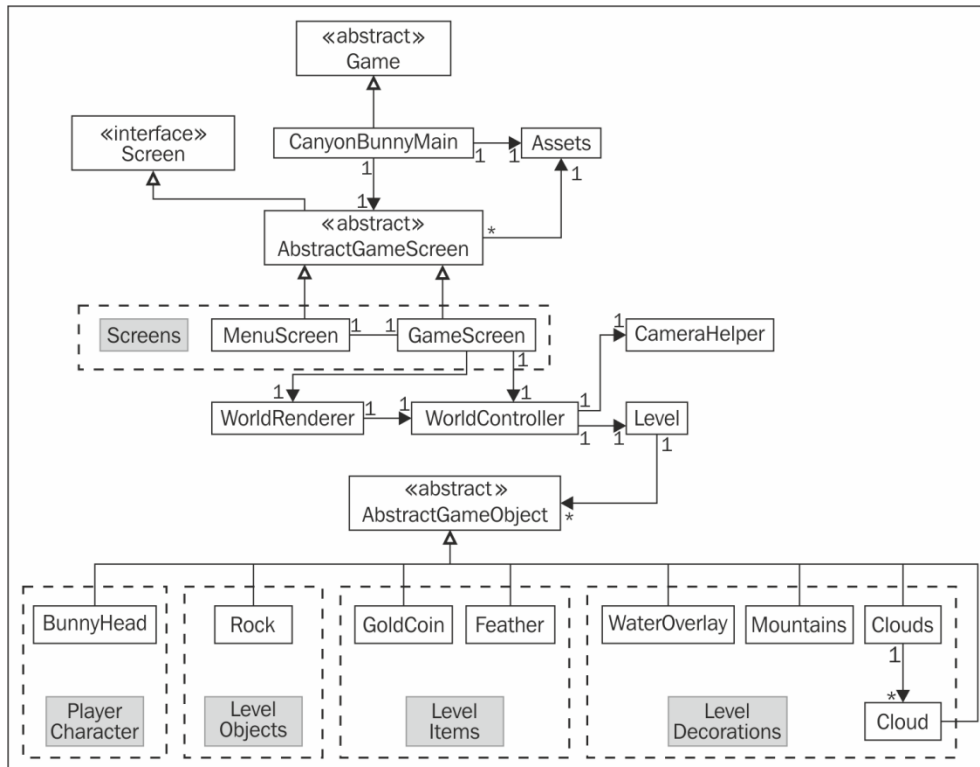 «abstract»
Game
«interface»
Screen
CanyonBunnyMain
1
1
Assets
1
1
1
«abstract»
AbstractGameScreen
*
Screens
MenuScreen
1
1
GameScreen
1
1
CameraHelper
1
1
1
WorldRenderer
1
1
WorldController
1
1
Level
1
«abstract»
AbstractGameObject
*
BunnyHead
Rock
GoldCoin
Feather
WaterOverlay
Mountains
Clouds
1
*
Cloud
Player
Character
Level
Objects
Level
Items
Level
Decorations